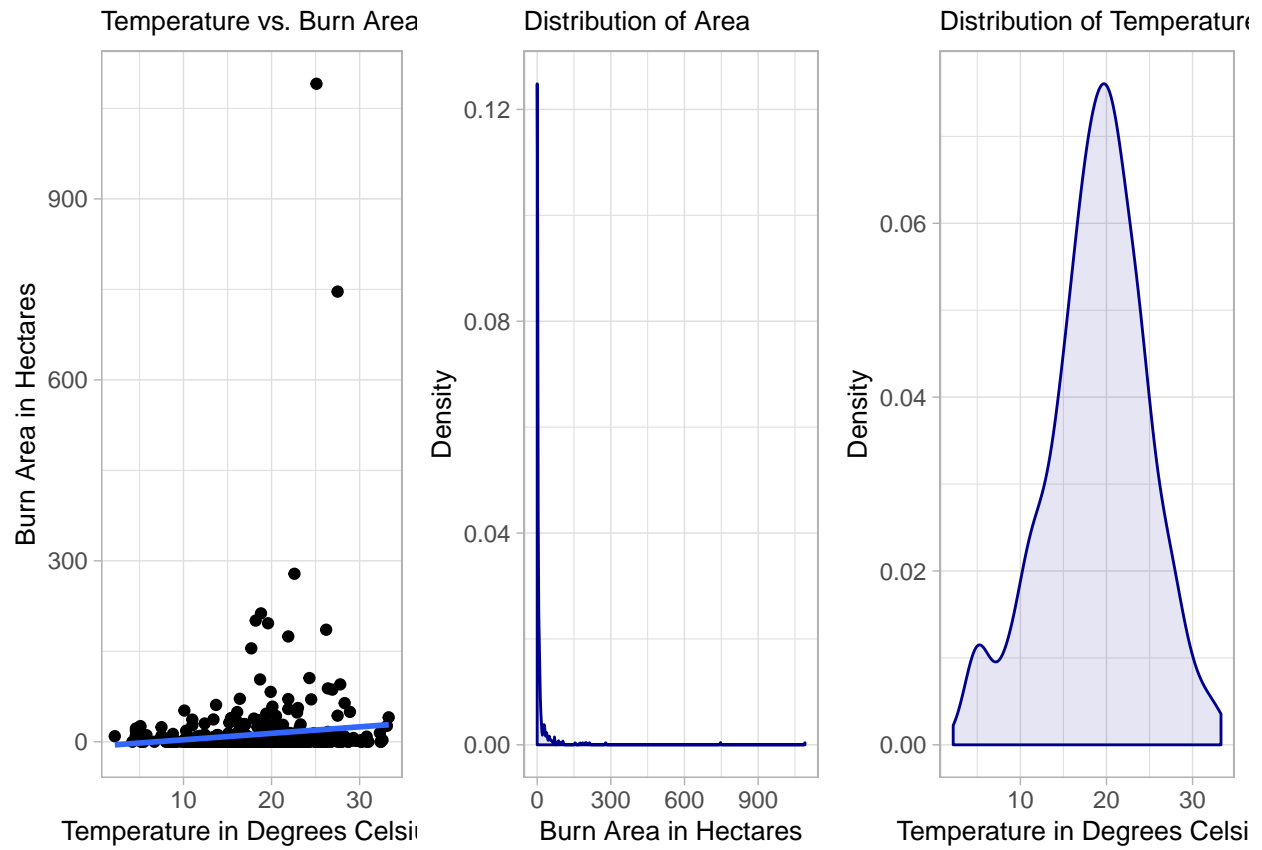 Temperature vs. Burn Area
Burn Area in Hectares
900
600
300
0
10 20 30
Temperature in Degrees Celsiu
Distribution of Area
Density
0.12
0.08
0.04
0.00
0 300 600 900
Burn Area in Hectares
Distribution of Temperature
Density
0.06
0.04
0.02
0.00
10 20 30
Temperature in Degrees Celsi